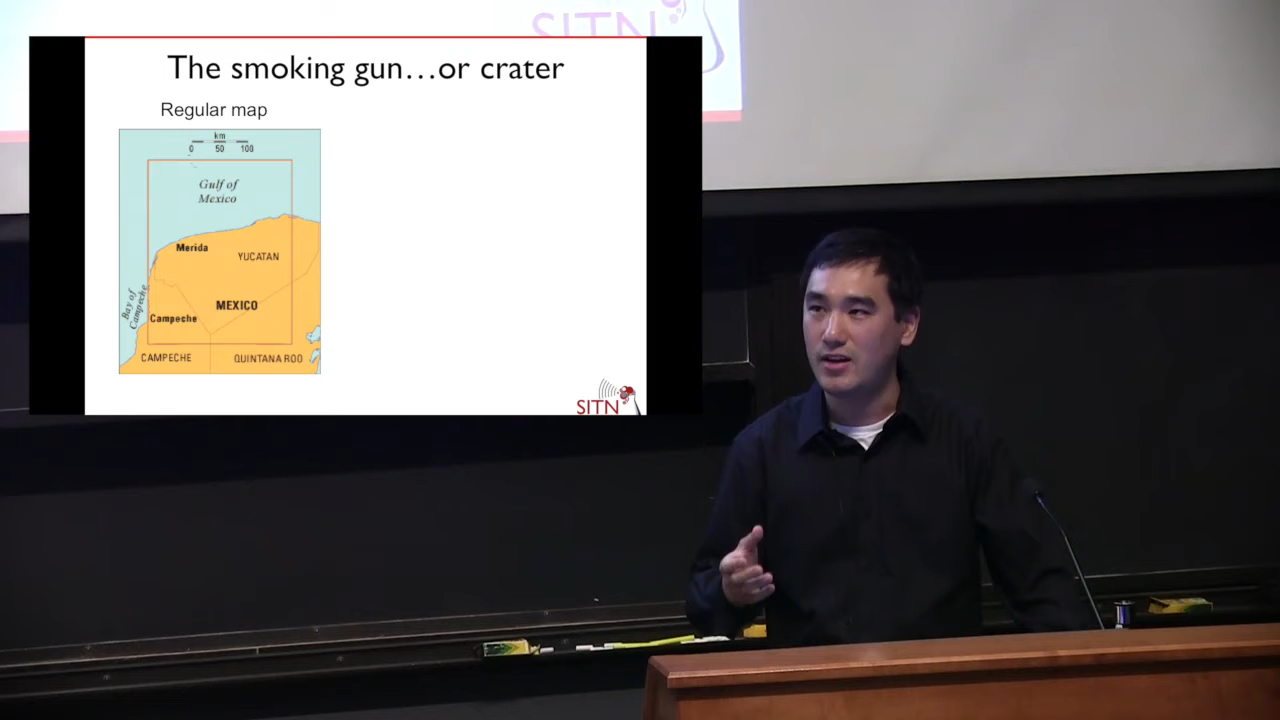 SITN
The smoking gun...or crater
Regular map
km
0 50 100
Gulf of
Mexico
Merida
YUCATAN
Bay of
Campeche
MEXICO
Campeche
CAMPECHE
QUINTANA ROO
SITN